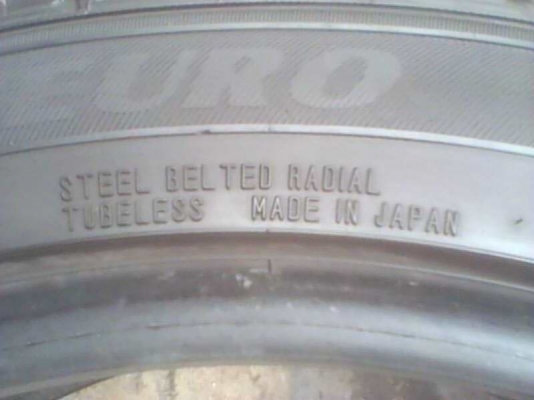 EURO
STEEL BELTED RADIAL
TUBELESS MADE IN JAPAN